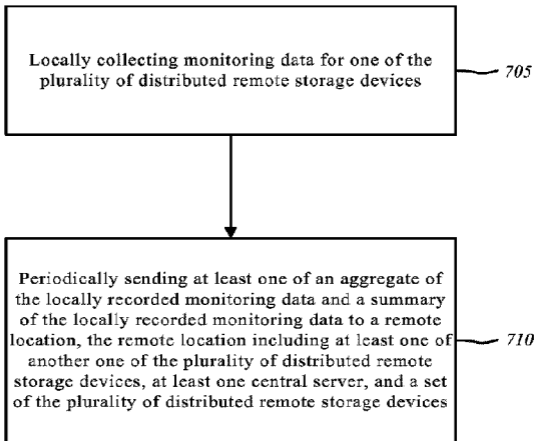 Locally collecting monitoring data for one of the
plurality of distributed remote storage devices
705
Periodically sending at least one of an aggregate of
the locally recorded monitoring data and a summary
of the locally recorded monitoring data to a remote
location, the remote location including at least one of
another one of the plurality of distributed remote
storage devices, at least one central server, and a set
of the plurality of distributed remote storage devices
710